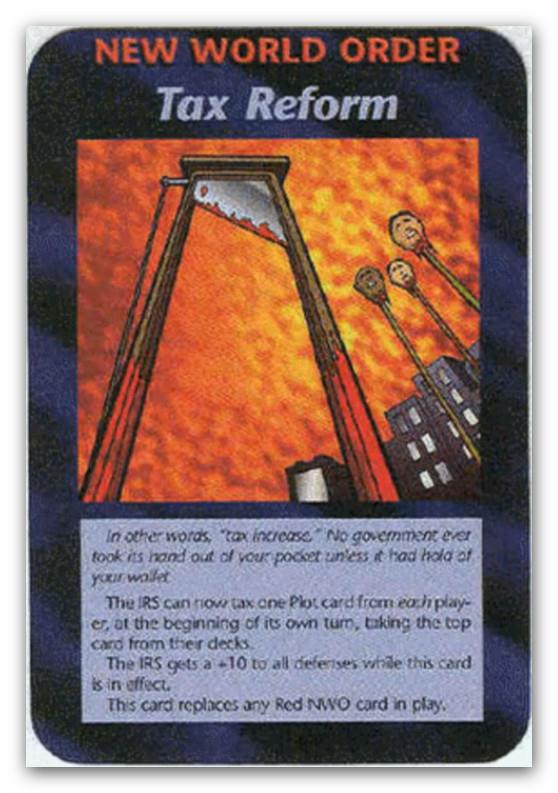 NEW WORLD ORDER
Tax Reform
In other words, "tax increase." No government ever
took its hand out of your pocket unless it had hold of
your wallet.
The IRS can now tax one Plot card from each play-
er, at the beginning of its own turn, taking the top
card from their decks.
The IRS gets a +10 to all defenses while this card
is in effect.
This card replaces any Red NWO card in play.